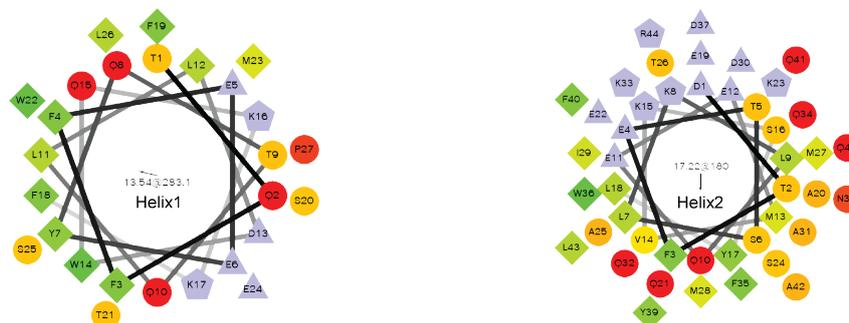 F19
L26
T1
Q8
L12
M23
Q15
E5
W22
F4
K16
L11
T9
P27
13.54@283.1
F18
Helix1
Q2
S20
Y7
D13
S25
W14
E6
F3
Q10
K17
E24
T21
D37
R44
E19
T26
D30
Q41
K33
K8
D1
E12
K23
F40
K15
T5
E22
Q34
E4
S16
I29
E11
L9
M27
17.22@180
W36
L18
Helix2
T2
A20
L7
M13
A25
V14
S6
A31
L43
F3
Q10
Y17
Q32
S24
Q21
M28
F35
A42
Y39